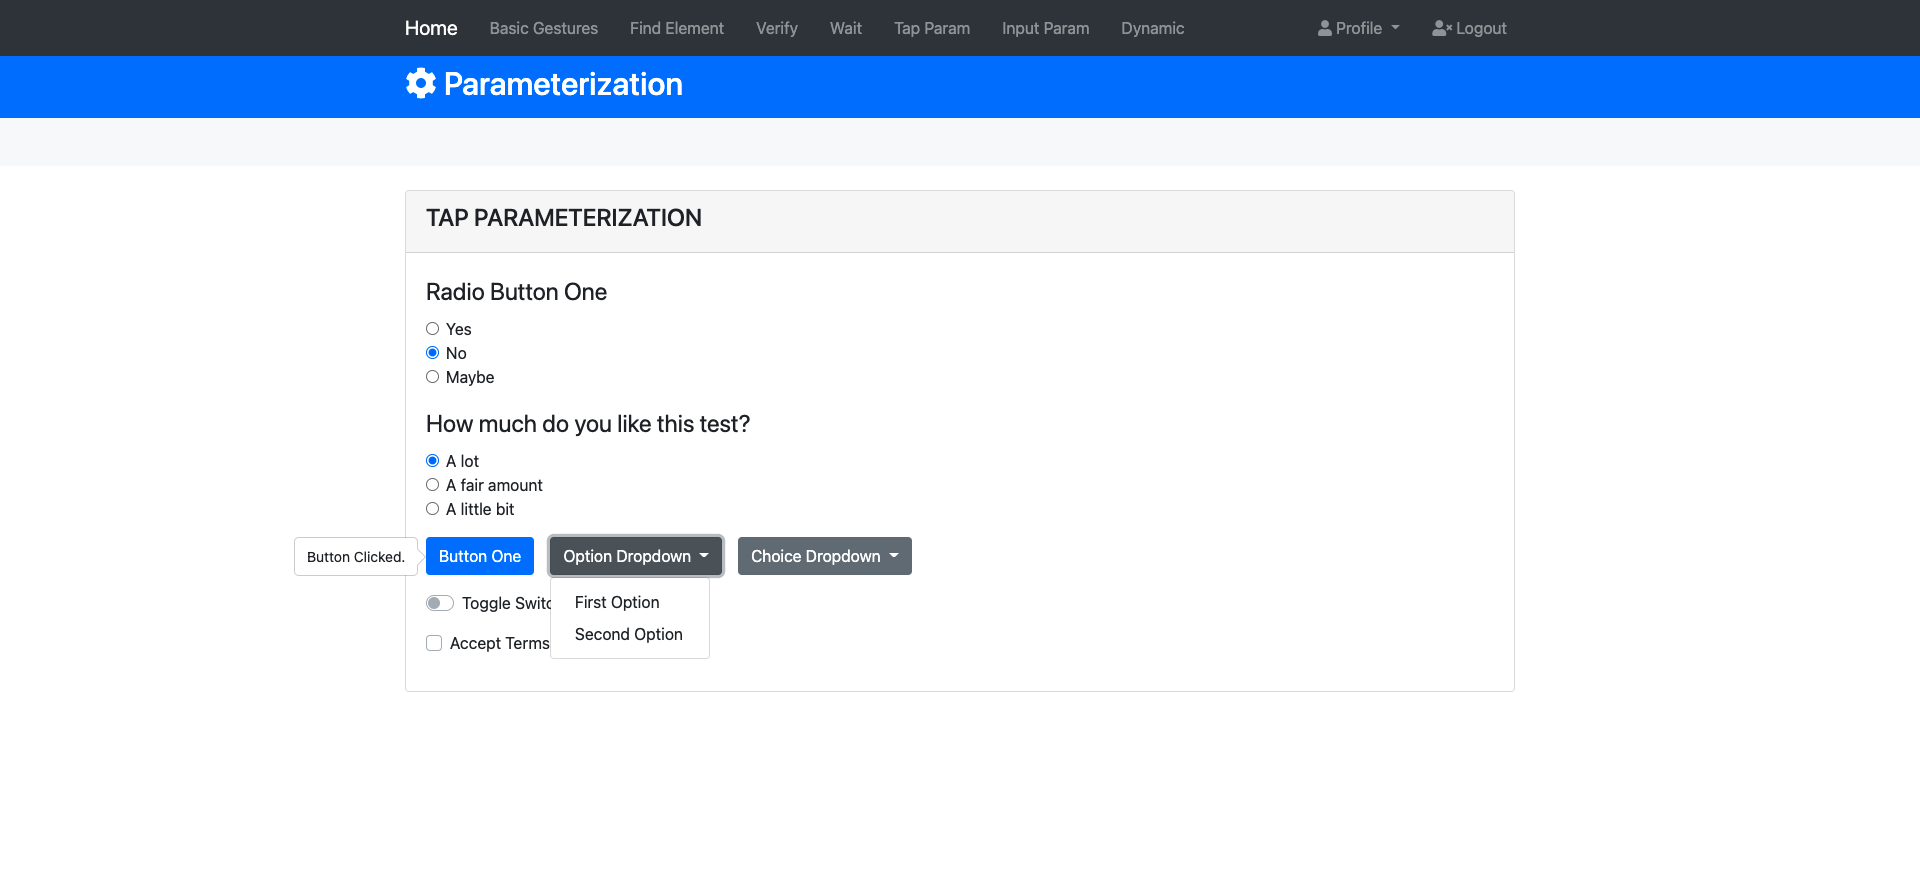 Home Basic Gestures Find Element Verify Wait Tap Param Input Param Dynamic Profile Logout
Parameterization
TAP PARAMETERIZATION
Radio Button One
Yes
No
Maybe
How much do you like this test?
A lot
A fair amount
A little bit
Button Clicked. Button One Option Dropdown Choice Dropdown
Toggle Switc First Option
Second Option
Accept Terms